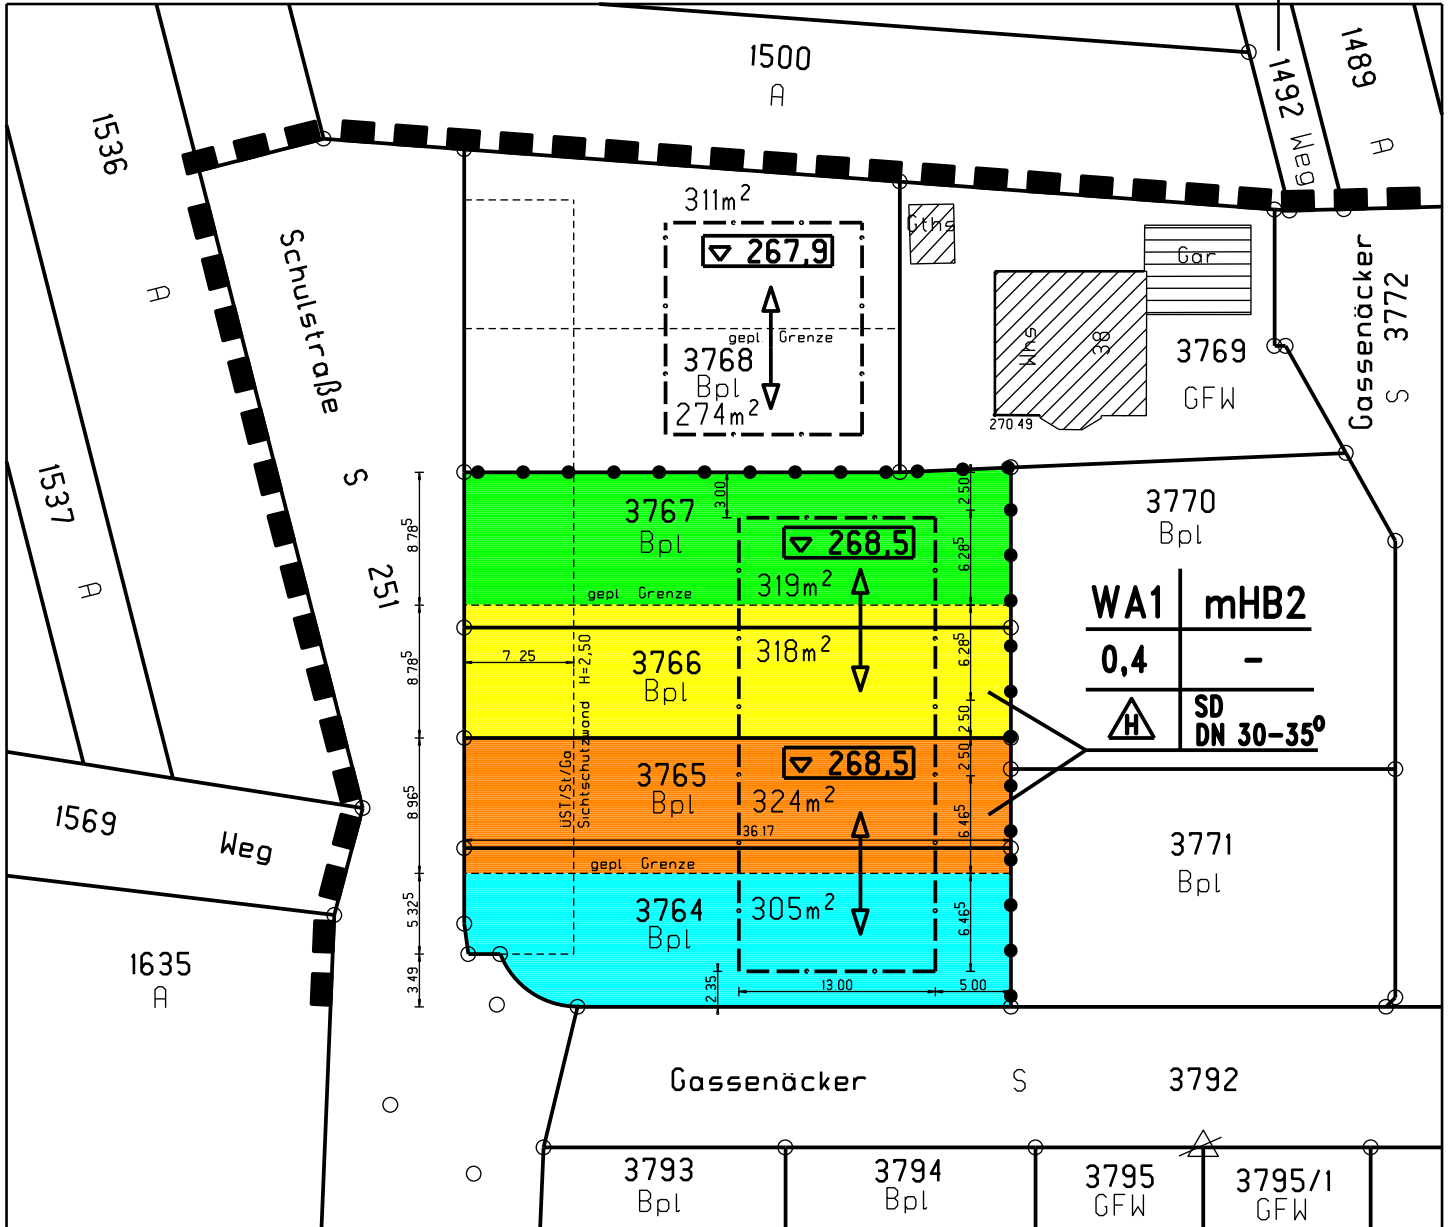 1500
A
1489
A
1492 Weg
1536
A
311m²
267,9
Gths
Gar
Schulstraße
S
251
gepl. Grenze
3768
Bpl
274m²
Whs
38
270.49
3769
GFW
Gassenäcker
3772
S
1537
A
3767
Bpl
3.00
2.50
268,5
3770
Bpl
8.78⁵
6.28⁵
319m²
gepl Grenze
WA1 mHB2
0,4 -
H SD
DN 30-35⁰
318m²
3766
Bpl
7.25
8.78⁵
6.28⁵
2.50
ÜST/St/Ga
Sichtschutzwand H=2,50
2.50
3765
Bpl
268,5
324m²
36.17
8.96⁵
6.46⁵
gepl Grenze
1569
Weg
3771
Bpl
3764
Bpl
305m²
5.32⁵
6.46⁵
1635
A
3.49
2.35
13.00
5.00
Gassenäcker S 3792
3793
Bpl
3794
Bpl
3795
GFW
3795/1
GFW